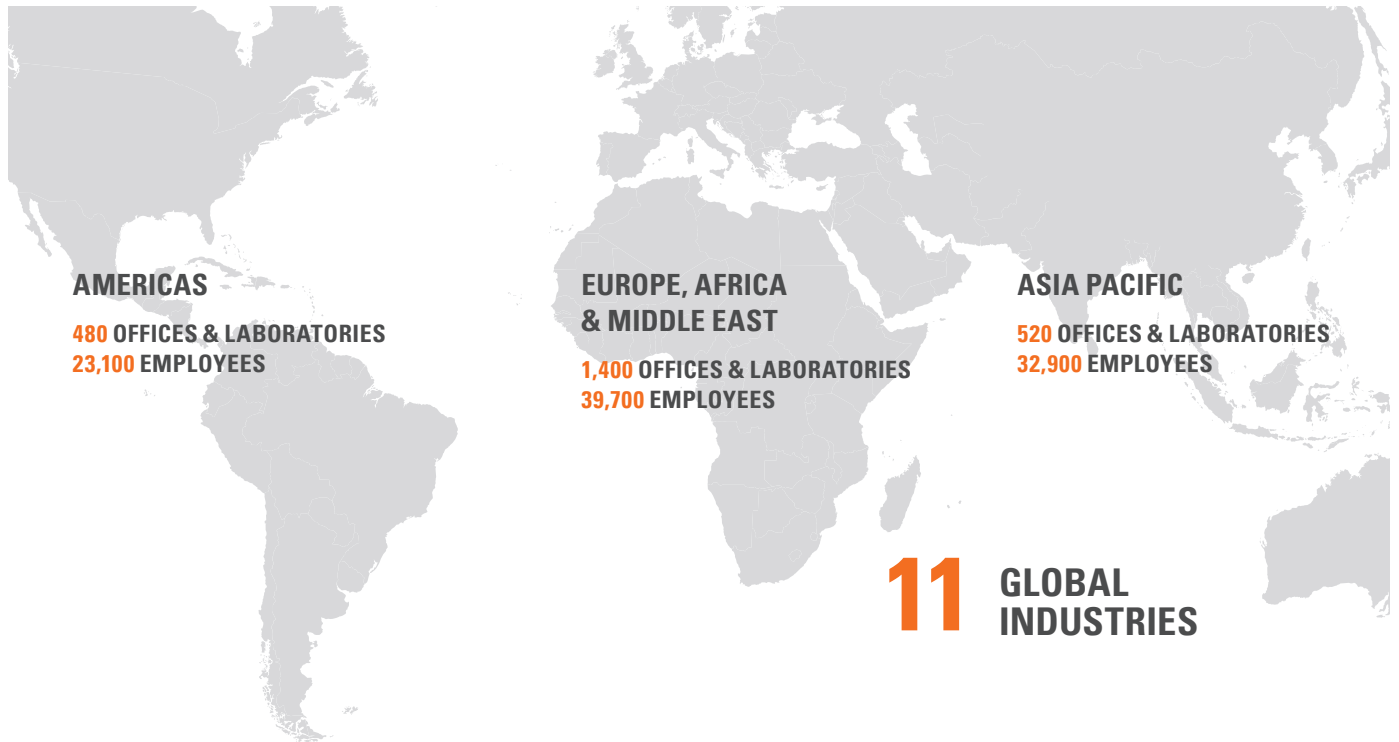 AMERICAS
480 OFFICES & LABORATORIES
23,100 EMPLOYEES
EUROPE, AFRICA
& MIDDLE EAST
1,400 OFFICES & LABORATORIES
39,700 EMPLOYEES
ASIA PACIFIC
520 OFFICES & LABORATORIES
32,900 EMPLOYEES
11 GLOBAL
INDUSTRIES